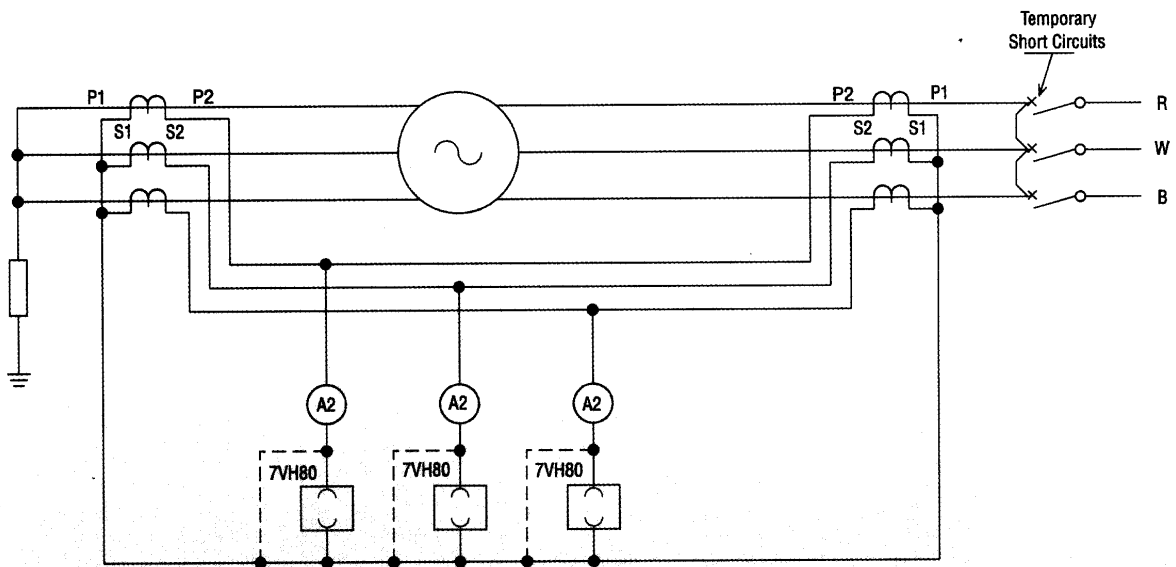 Temporary
Short Circuits
P1 P2 P2 P1 R
S1 S2 S2 S1
W
B
A2 A2 A2
7VH80 7VH80 7VH80